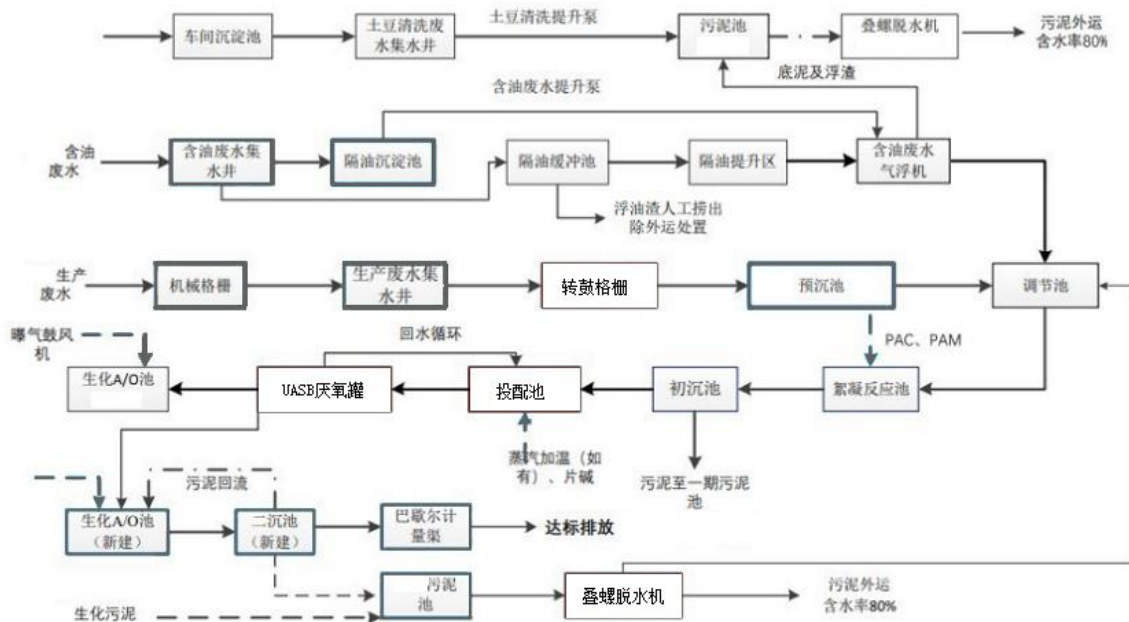 土豆清洗提升泵
车间沉淀池
土豆清洗废
水集水井
污泥池
叠螺脱水机
污泥外运
含水率80%
底泥及浮渣
含油废水提升泵
含油
废水
含油废水集
水井
隔油沉淀池
隔油缓冲池
隔油提升区
含油废水
气浮机
浮油渣人工捞出
除外运处置
生产
废水
机械格栅
生产废水集
水井
转鼓格栅
预沉池
调节池
曝气鼓风
机
回水循环
PAC、PAM
生化A/O池
UASB厌氧罐
投配池
初沉池
絮凝反应池
蒸汽加温（如
有）、片碱
污泥至一期污泥
池
污泥回流
生化A/O池
（新建）
二沉池
（新建）
巴歇尔计
量渠
达标排放
污泥
池
叠螺脱水机
污泥外运
含水率80%
生化污泥